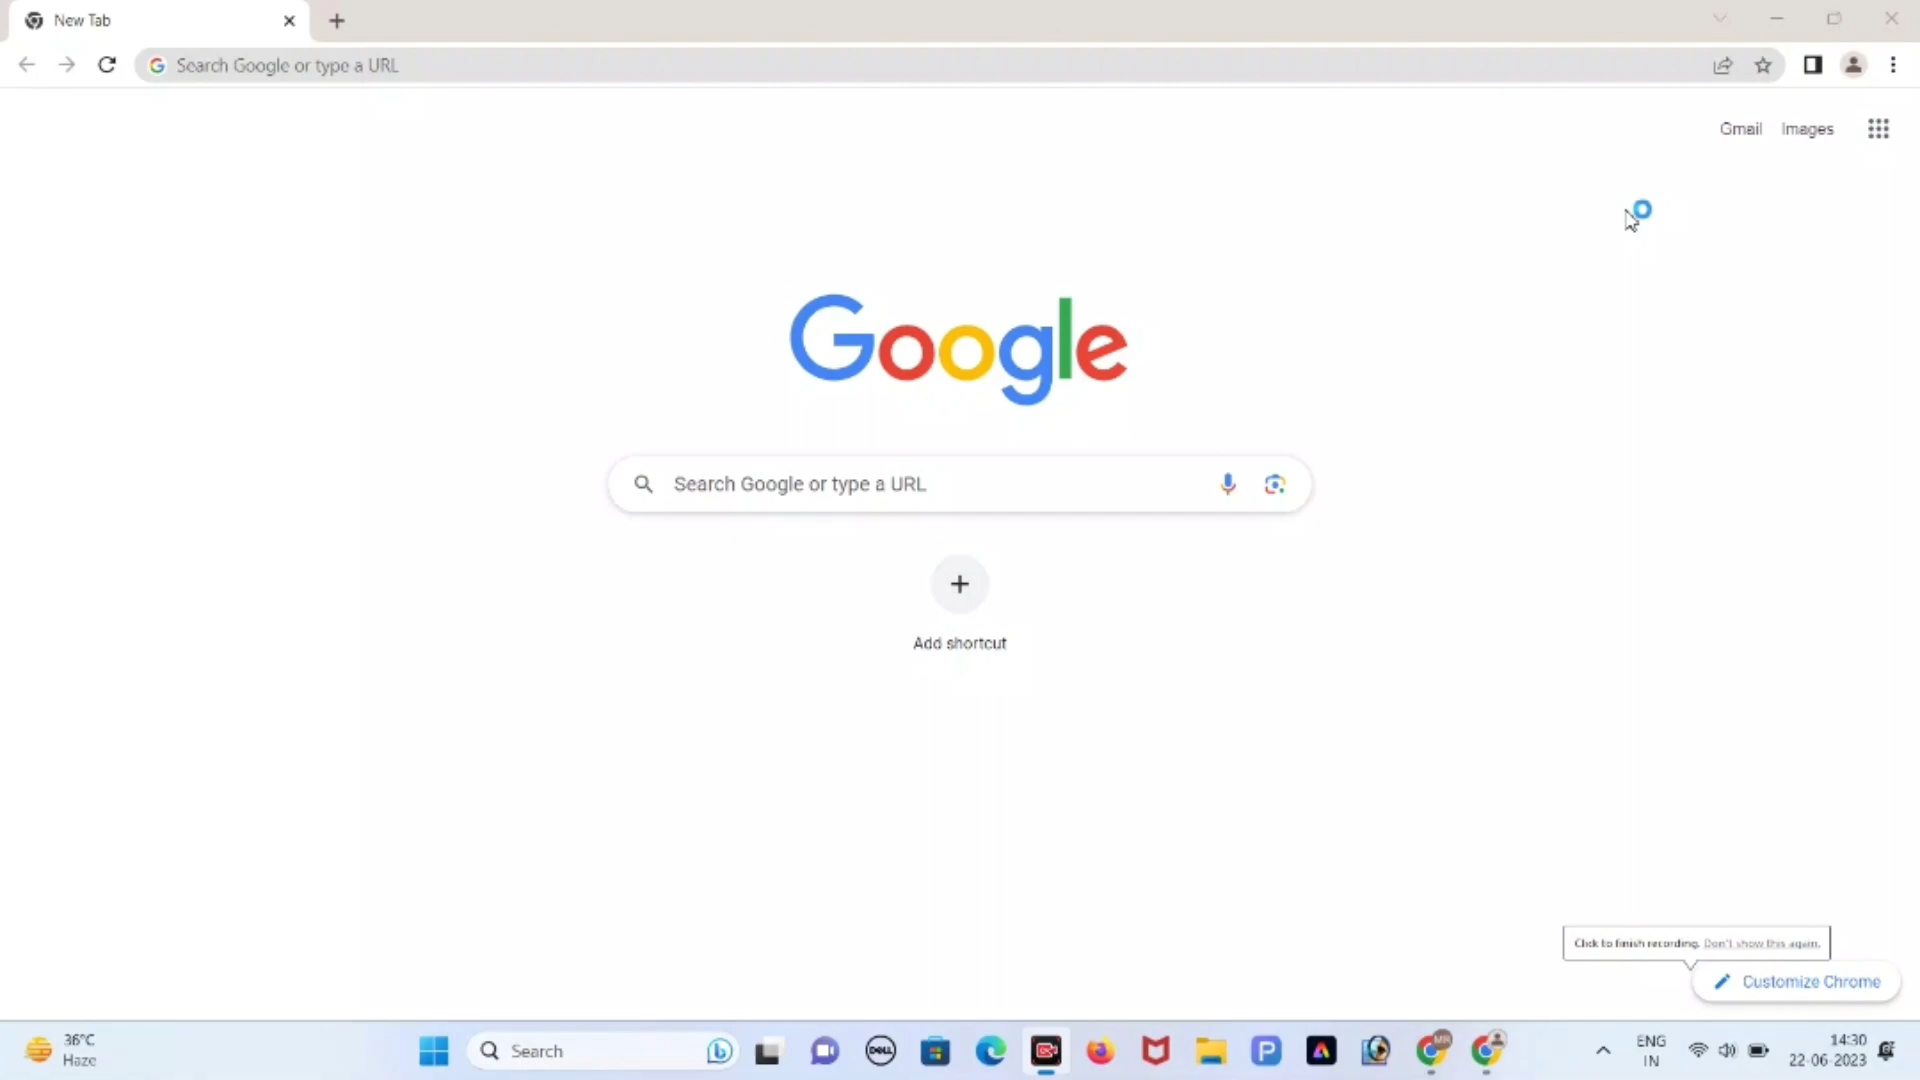 New Tab
Search Google or type a URL
Gmail Images
Google
Search Google or type a URL
Add shortcut
Click to finish recording. Don't show this again.
Customize Chrome
36°C
Haze
Search
DELL
ENG
IN
14:30
22-06-2023